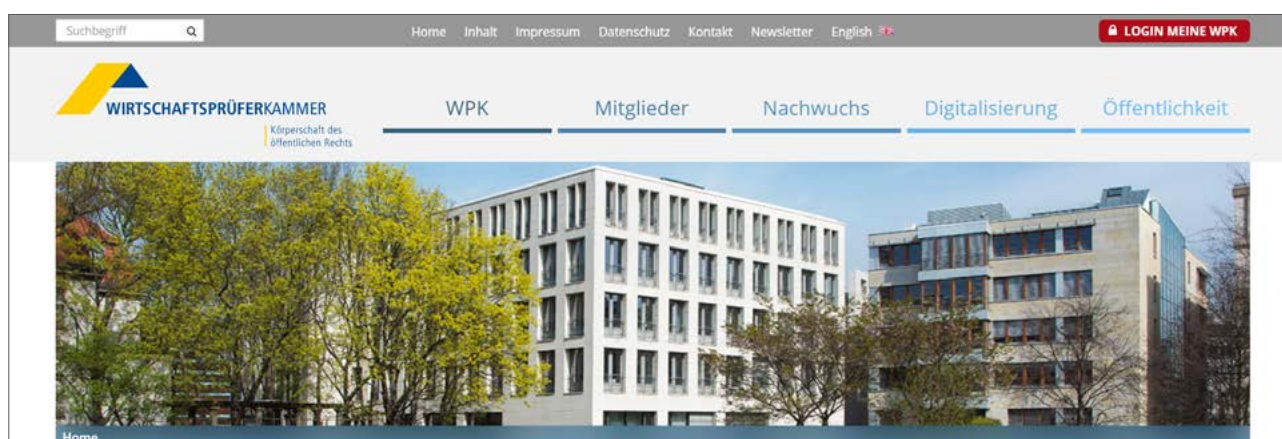 Suchbegriff
Home Inhalt Impressum Datenschutz Kontakt Newsletter English
LOGIN MEINE WPK
WIRTSCHAFTSPRÜFERKAMMER
Körperschaft des
öffentlichen Rechts
WPK Mitglieder Nachwuchs Digitalisierung Öffentlichkeit
Home